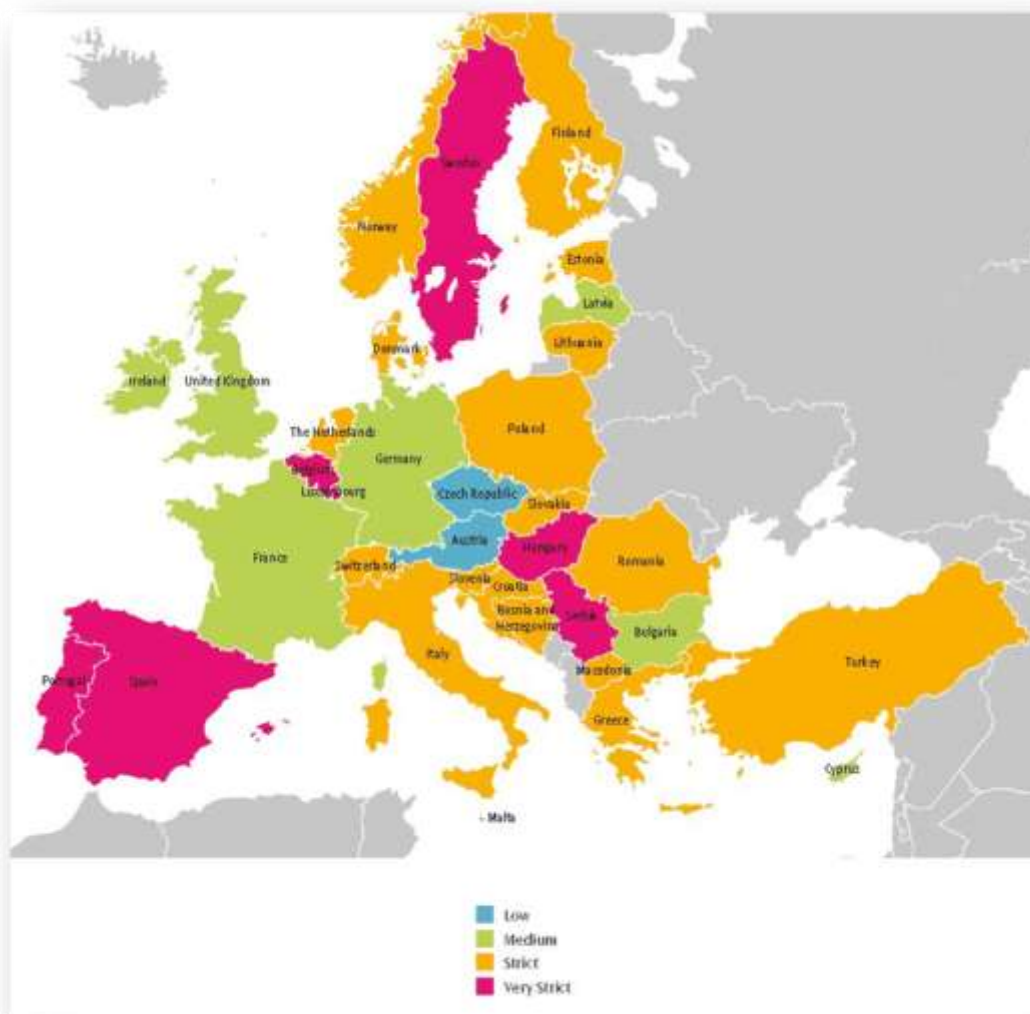 Finland
Sweden
Norway
Estonia
Latvia
Lithuania
Denmark
Ireland
United Kingdom
The Netherlands
Poland
Belgium
Germany
Luxembourg
Czech Republic
Slovakia
Austria
Hungary
France
Switzerland
Romania
Slovenia
Croatia
Bosnia and
Herzegovina
Serbia
Bulgaria
Italy
Turkey
Macedonia
Portugal
Spain
Greece
Cyprus
Malta
Low
Medium
Strict
Very Strict